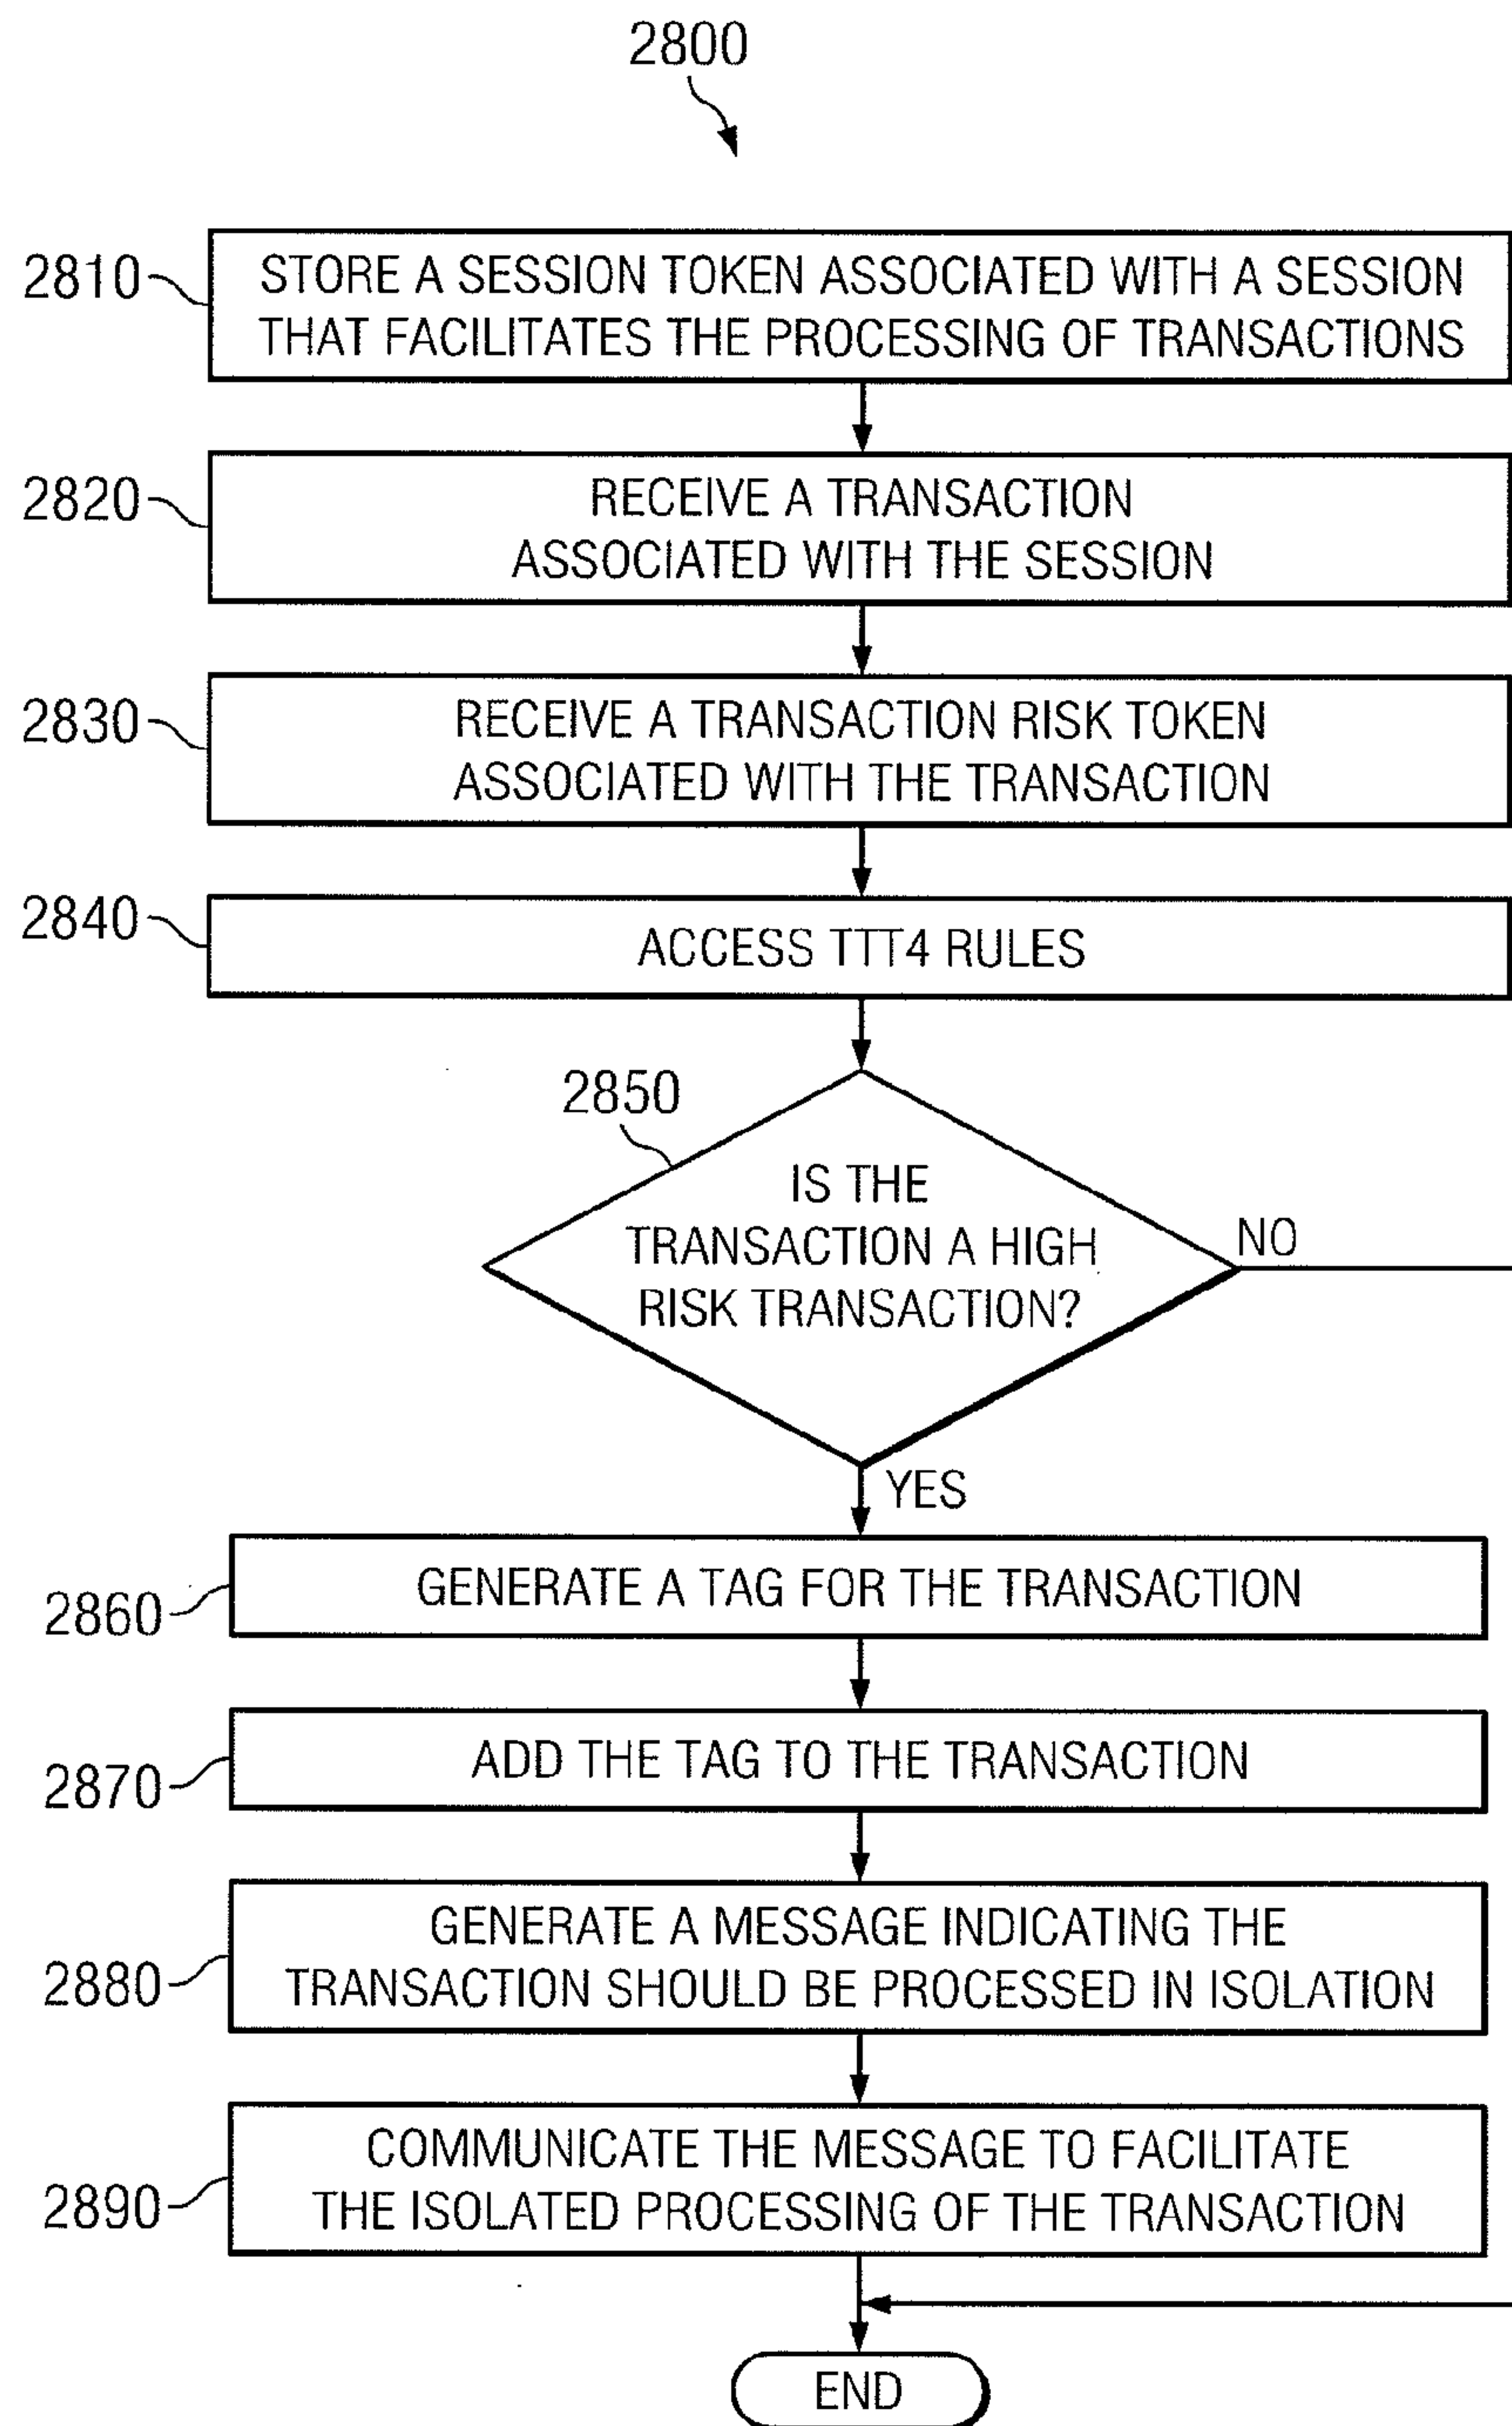 2800
2810
STORE A SESSION TOKEN ASSOCIATED WITH A SESSION
THAT FACILITATES THE PROCESSING OF TRANSACTIONS
2820
RECEIVE A TRANSACTION
ASSOCIATED WITH THE SESSION
2830
RECEIVE A TRANSACTION RISK TOKEN
ASSOCIATED WITH THE TRANSACTION
2840
ACCESS TTT4 RULES
2850
IS THE
TRANSACTION A HIGH
RISK TRANSACTION?
NO
YES
2860
GENERATE A TAG FOR THE TRANSACTION
2870
ADD THE TAG TO THE TRANSACTION
2880
GENERATE A MESSAGE INDICATING THE
TRANSACTION SHOULD BE PROCESSED IN ISOLATION
2890
COMMUNICATE THE MESSAGE TO FACILITATE
THE ISOLATED PROCESSING OF THE TRANSACTION
END